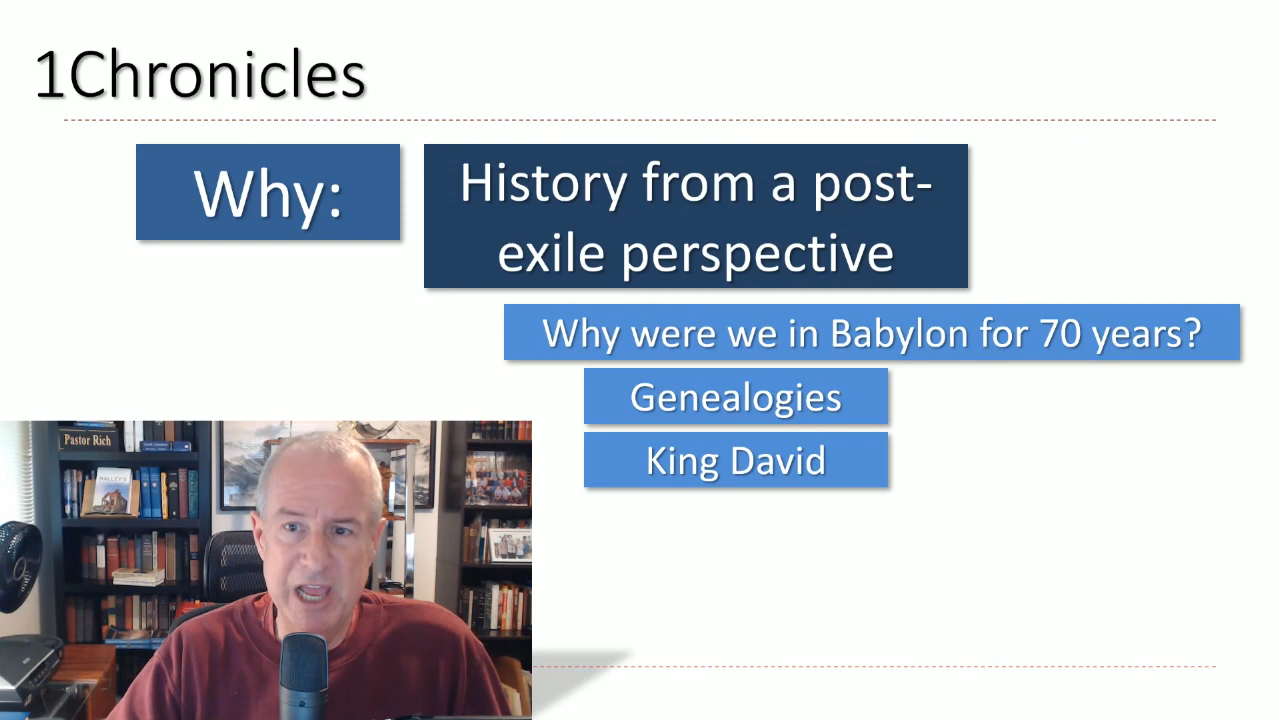 1Chronicles
Why:
History from a post-
exile perspective
Why were we in Babylon for 70 years?
Genealogies
King David
Pastor Rich
HALLEY'S